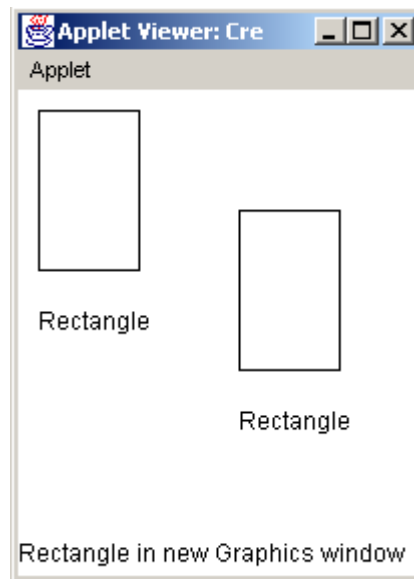 Applet Viewer: Cre
Applet
Rectangle
Rectangle
Rectangle in new Graphics window